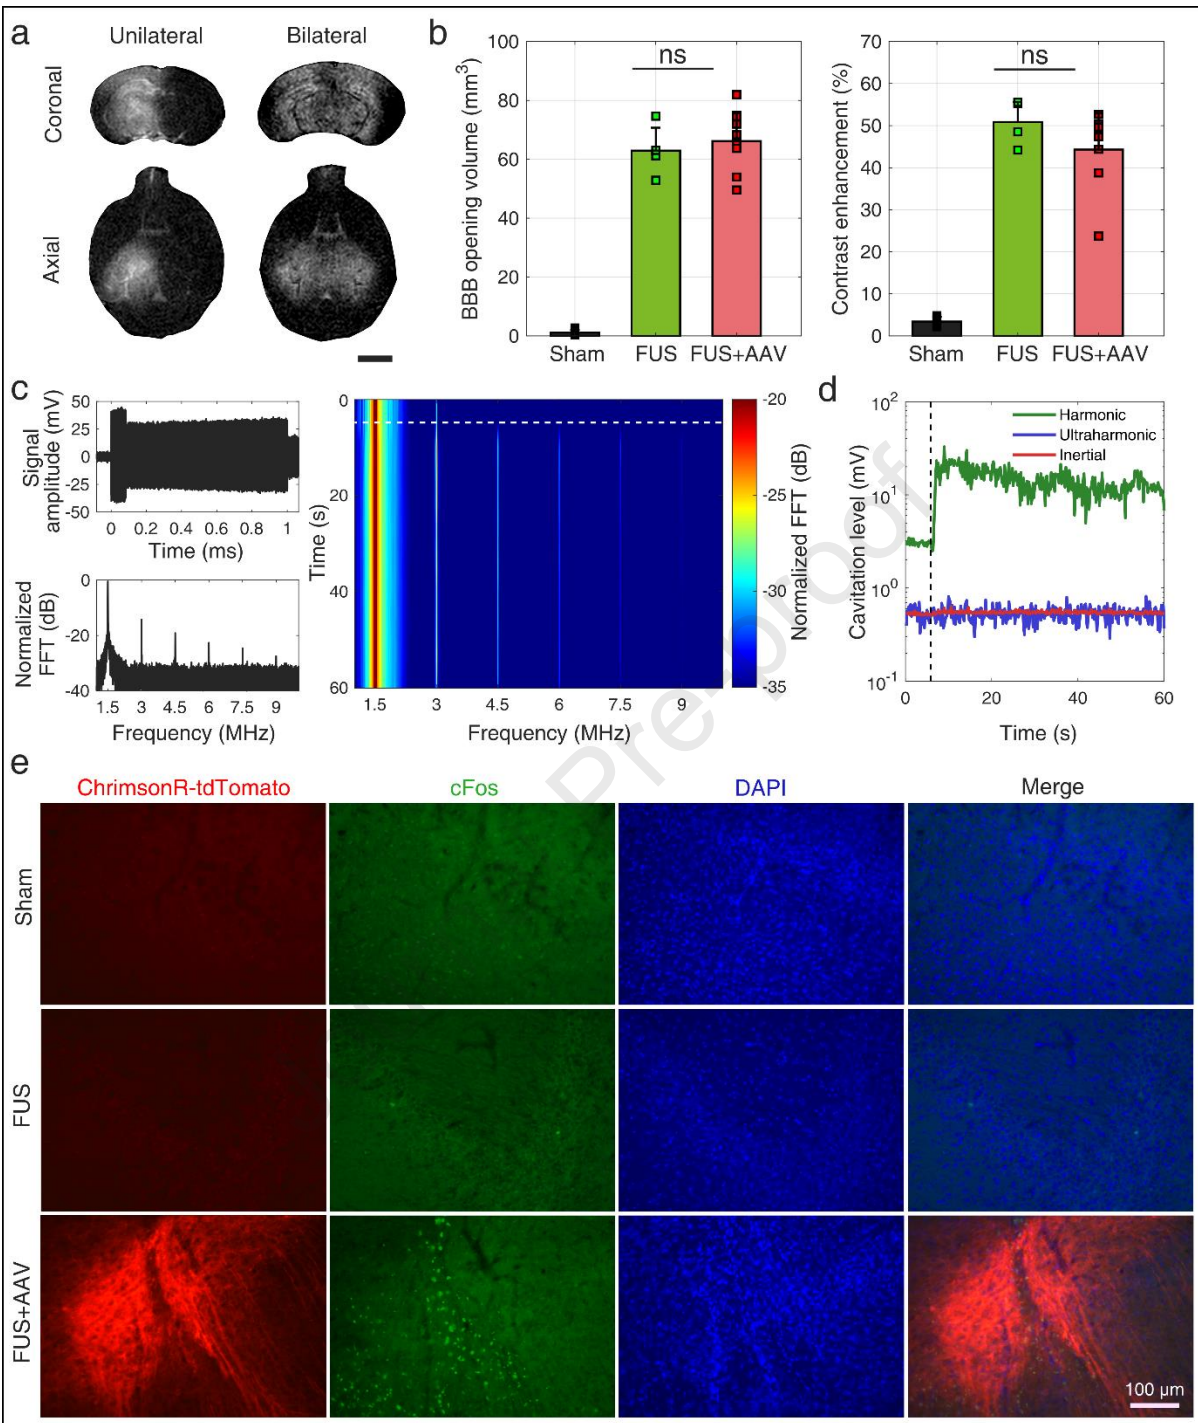 a
Unilateral
Bilateral
Coronal
Axial
b
BBB opening volume (mm³)
100
80
60
40
20
0
ns
Sham
FUS
FUS+AAV
Contrast enhancement (%)
70
60
50
40
30
20
10
0
ns
Sham
FUS
FUS+AAV
c
Signal
amplitude (mV)
50
25
0
-25
-50
0 0.2 0.4 0.6 0.8 1
Time (ms)
Normalized
FFT (dB)
0
-20
-40
1.5 3 4.5 6 7.5 9
Frequency (MHz)
Time (s)
0
20
40
60
1.5 3 4.5 6 7.5 9
Frequency (MHz)
-20
-25
-30
-35
Normalized FFT (dB)
d
Cavitation level (mV)
10²
10¹
10⁰
10⁻¹
Harmonic
Ultraharmonic
Inertial
0 20 40 60
Time (s)
Pre-proof
e
ChrimsonR-tdTomato
cFos
DAPI
Merge
Sham
FUS
FUS+AAV
100 µm